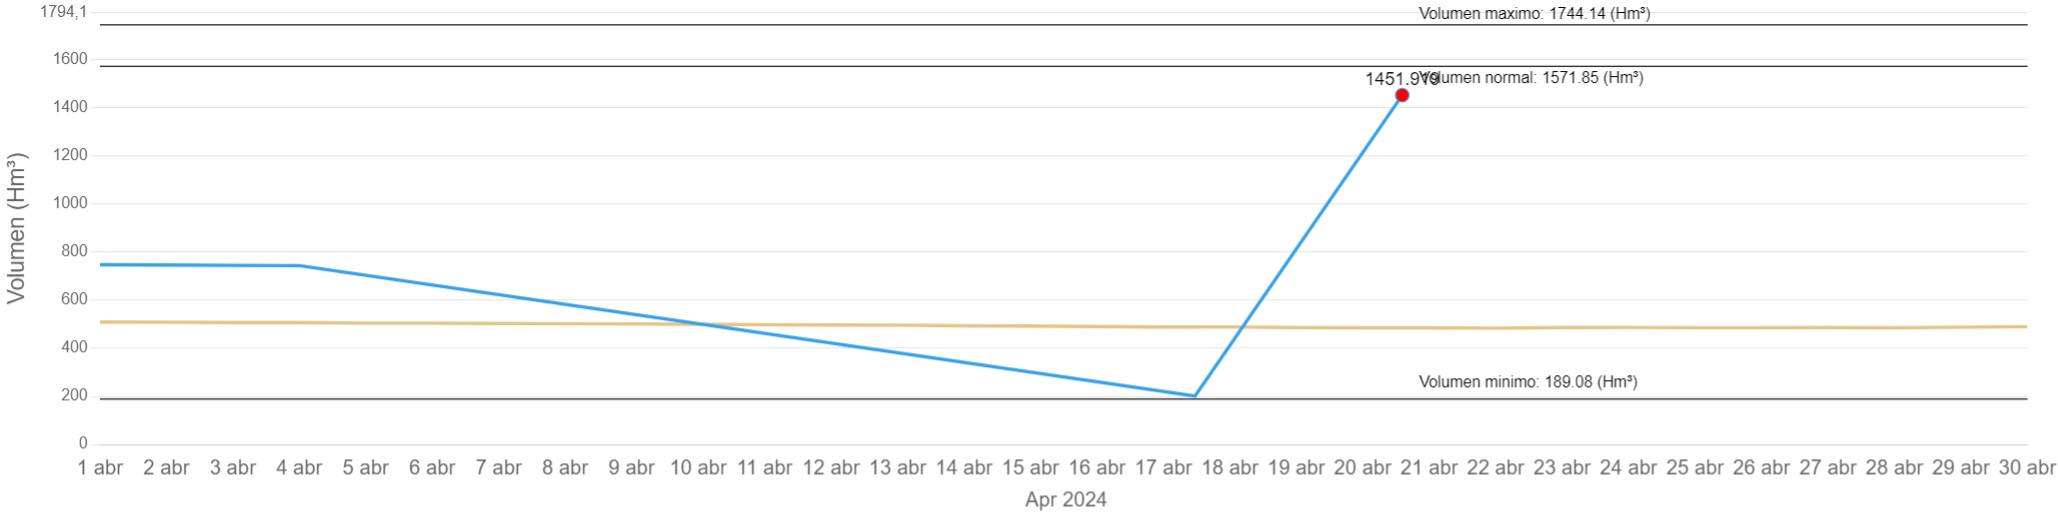 1794,1
Volumen maximo: 1744.14 (Hm³)
1600
1451.919
Volumen normal: 1571.85 (Hm³)
1400
1200
1000
800
600
400
Volumen minimo: 189.08 (Hm³)
200
0
Volumen (Hm³)
1 abr 2 abr 3 abr 4 abr 5 abr 6 abr 7 abr 8 abr 9 abr 10 abr 11 abr 12 abr 13 abr 14 abr 15 abr 16 abr 17 abr 18 abr 19 abr 20 abr 21 abr 22 abr 23 abr 24 abr 25 abr 26 abr 27 abr 28 abr 29 abr 30 abr
Apr 2024